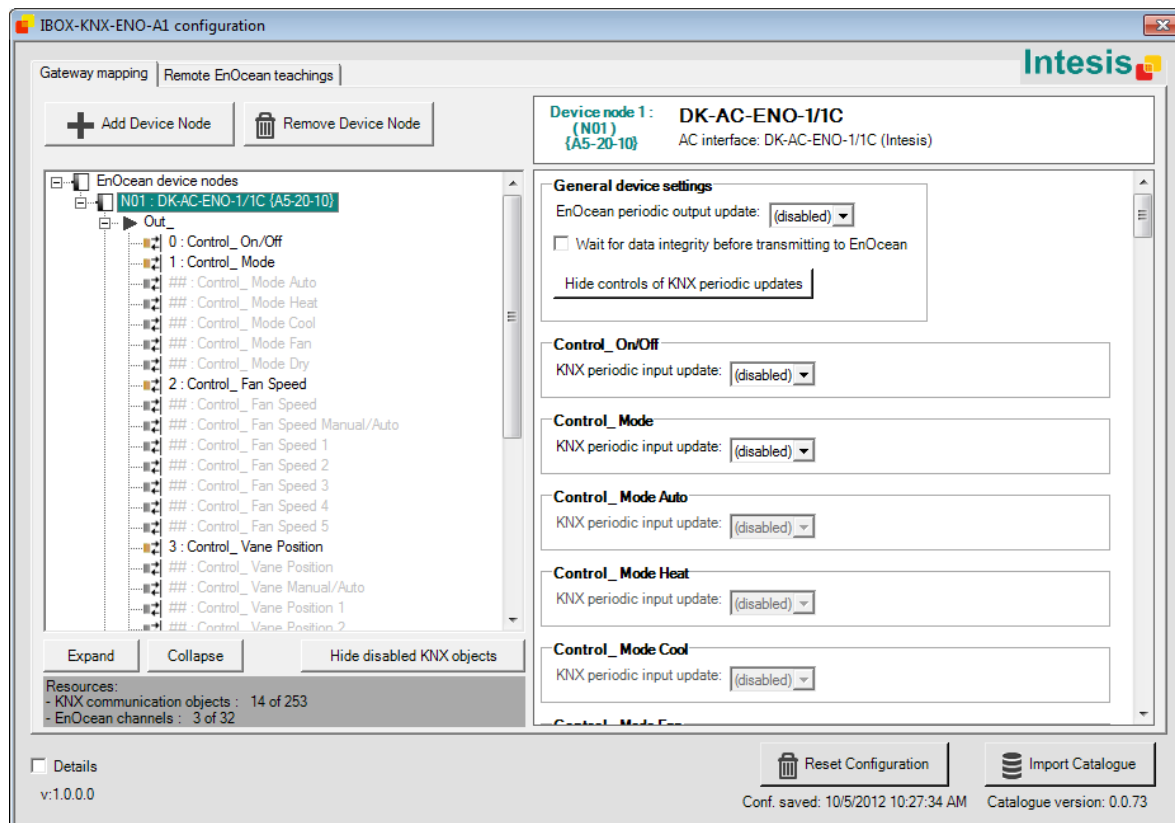 IBOX-KNX-ENO-A1 configuration
Intesis
Gateway mapping
Remote EnOcean teachings
Add Device Node
Remove Device Node
EnOcean device nodes
N01 : DK-AC-ENO-1/1C {A5-20-10}
Out_
0 : Control_ On/Off
1 : Control_ Mode
## : Control_ Mode Auto
## : Control_ Mode Heat
## : Control_ Mode Cool
## : Control_ Mode Fan
## : Control_ Mode Dry
2 : Control_ Fan Speed
## : Control_ Fan Speed
## : Control_ Fan Speed Manual/Auto
## : Control_ Fan Speed 1
## : Control_ Fan Speed 2
## : Control_ Fan Speed 3
## : Control_ Fan Speed 4
## : Control_ Fan Speed 5
3 : Control_ Vane Position
## : Control_ Vane Position
## : Control_ Vane Manual/Auto
## : Control_ Vane Position 1
## : Control_ Vane Position 2
Expand
Collapse
Hide disabled KNX objects
Resources:
- KNX communication objects : 14 of 253
- EnOcean channels : 3 of 32
Device node 1 :
(N01)
{A5-20-10}
DK-AC-ENO-1/1C
AC interface: DK-AC-ENO-1/1C (Intesis)
General device settings
EnOcean periodic output update: (disabled)
Wait for data integrity before transmitting to EnOcean
Hide controls of KNX periodic updates
Control_ On/Off
KNX periodic input update: (disabled)
Control_ Mode
KNX periodic input update: (disabled)
Control_ Mode Auto
KNX periodic input update: (disabled)
Control_ Mode Heat
KNX periodic input update: (disabled)
Control_ Mode Cool
KNX periodic input update: (disabled)
Control_ Mode Fan
Details
v:1.0.0.0
Reset Configuration
Import Catalogue
Conf. saved: 10/5/2012 10:27:34 AM
Catalogue version: 0.0.73